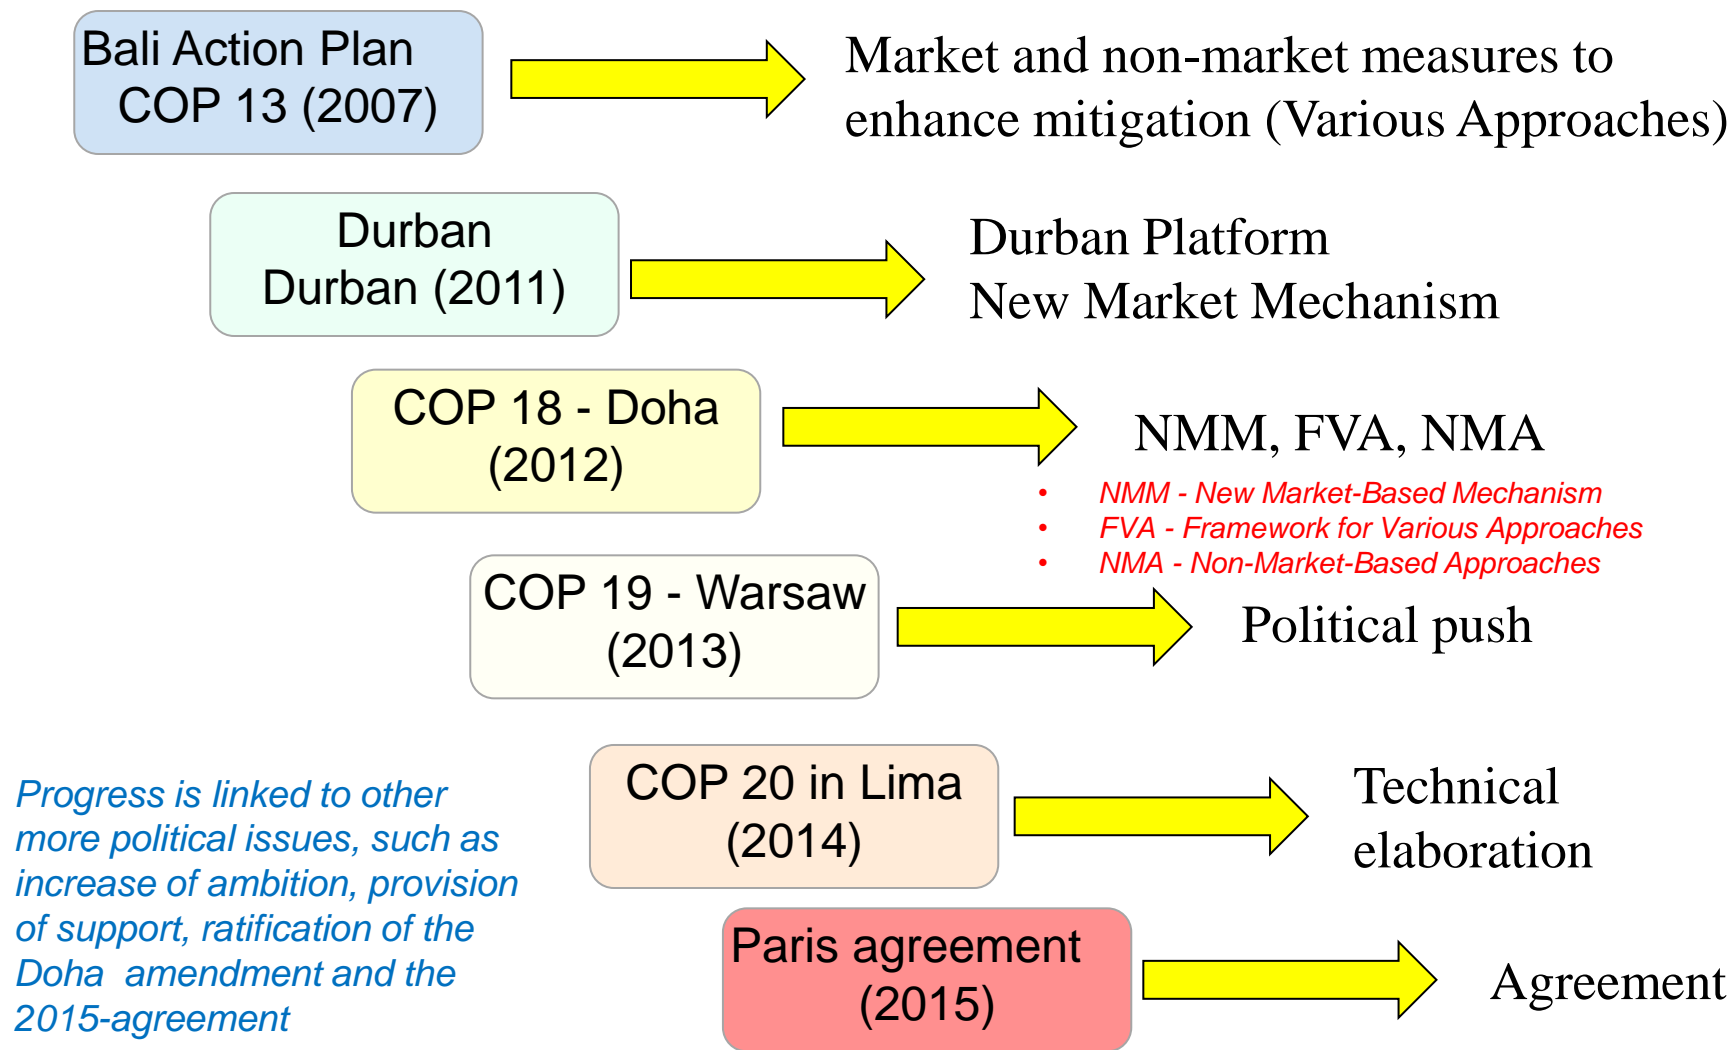 Bali Action Plan
COP 13 (2007)
Market and non-market measures to
enhance mitigation (Various Approaches)
Durban
Durban (2011)
Durban Platform
New Market Mechanism
COP 18 - Doha
(2012)
NMM, FVA, NMA
• NMM - New Market-Based Mechanism
• FVA - Framework for Various Approaches
• NMA - Non-Market-Based Approaches
COP 19 - Warsaw
(2013)
Political push
COP 20 in Lima
(2014)
Technical
elaboration
Progress is linked to other
more political issues, such as
increase of ambition, provision
of support, ratification of the
Doha  amendment and the
2015-agreement
Paris agreement
(2015)
Agreement